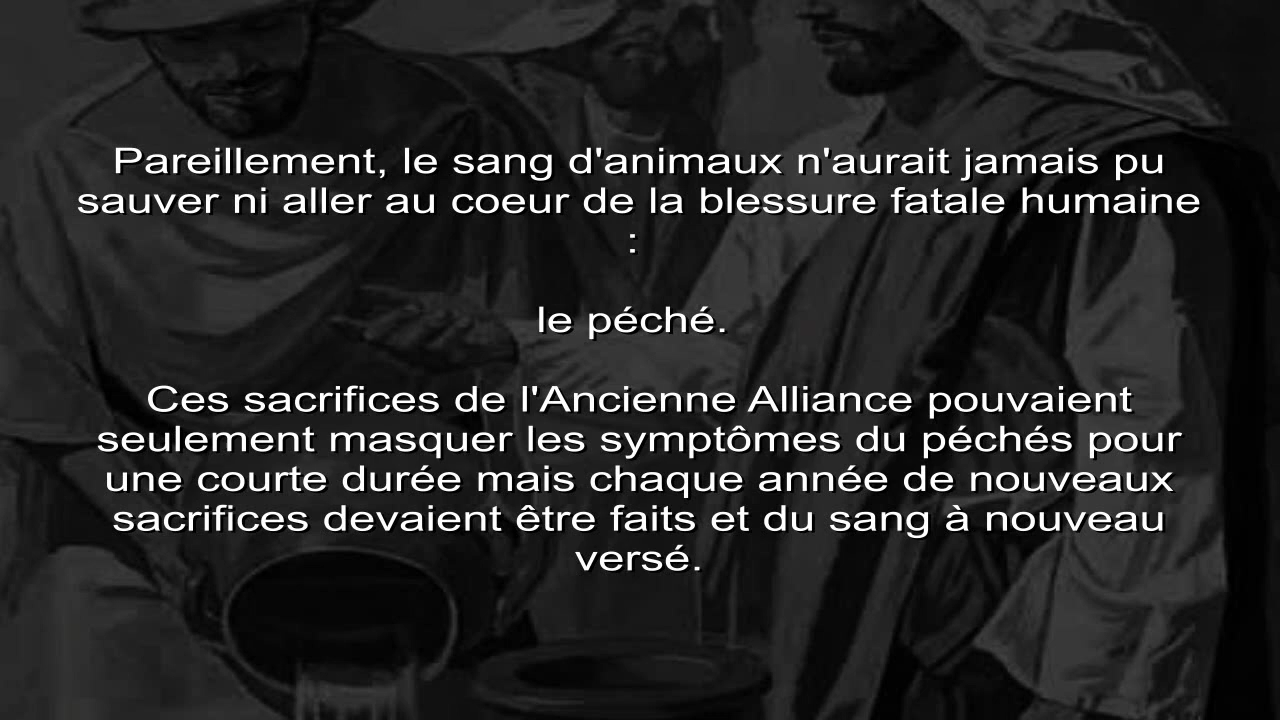 Pareillement, le sang d'animaux n'aurait jamais pu
sauver ni aller au coeur de la blessure fatale humaine
:
le péché.
Ces sacrifices de l'Ancienne Alliance pouvaient
seulement masquer les symptômes du péchés pour
une courte durée mais chaque année de nouveaux
sacrifices devaient être faits et du sang à nouveau
versé.